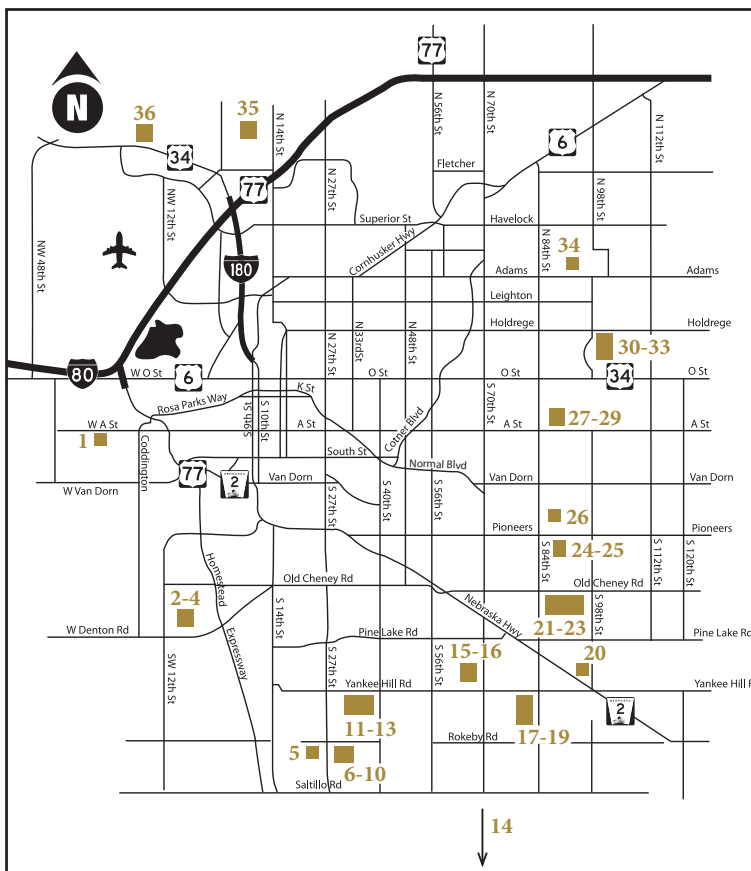 77
N
36
35
34
77
N 14th St
N 27th St
N 56th St
N 70th St
Fletcher
6
N 112th St
N 98th St
NW 12th St
NW 48th St
Superior St
Havelock
Cornhusker Hwy
180
N 84th St
34
Adams
Adams
Leighton
Holdrege
Holdrege
N 27th St
N 33rdSt
N 48th St
30-33
34
80
W O St
6
O St
O St
O St
Rosa Parks Way
K St
S 9th St
S 10th St
Cotner Blvd
S 70th St
27-29
W A St
1
A St
A St
Coddington
South St
Normal Blvd
77
2
W Van Dorn
Van Dorn
Van Dorn
Van Dorn
S 27th St
S 40th St
S 56th St
26
Pioneers
Pioneers
24-25
S 84th St
S 112th St
S 120th St
Homestead
Expressway
Old Cheney Rd
Old Cheney Rd
2-4
Nebraska Hwy
21-23
S 98th St
W Denton Rd
S 14th St
Pine Lake Rd
Pine Lake Rd
SW 12th St
S 27th St
S 56th St
15-16
20
Yankee Hill Rd
Yankee Hill R
2
11-13
17-19
Rokeby Rd
5
6-10
Saltillo Rd
14